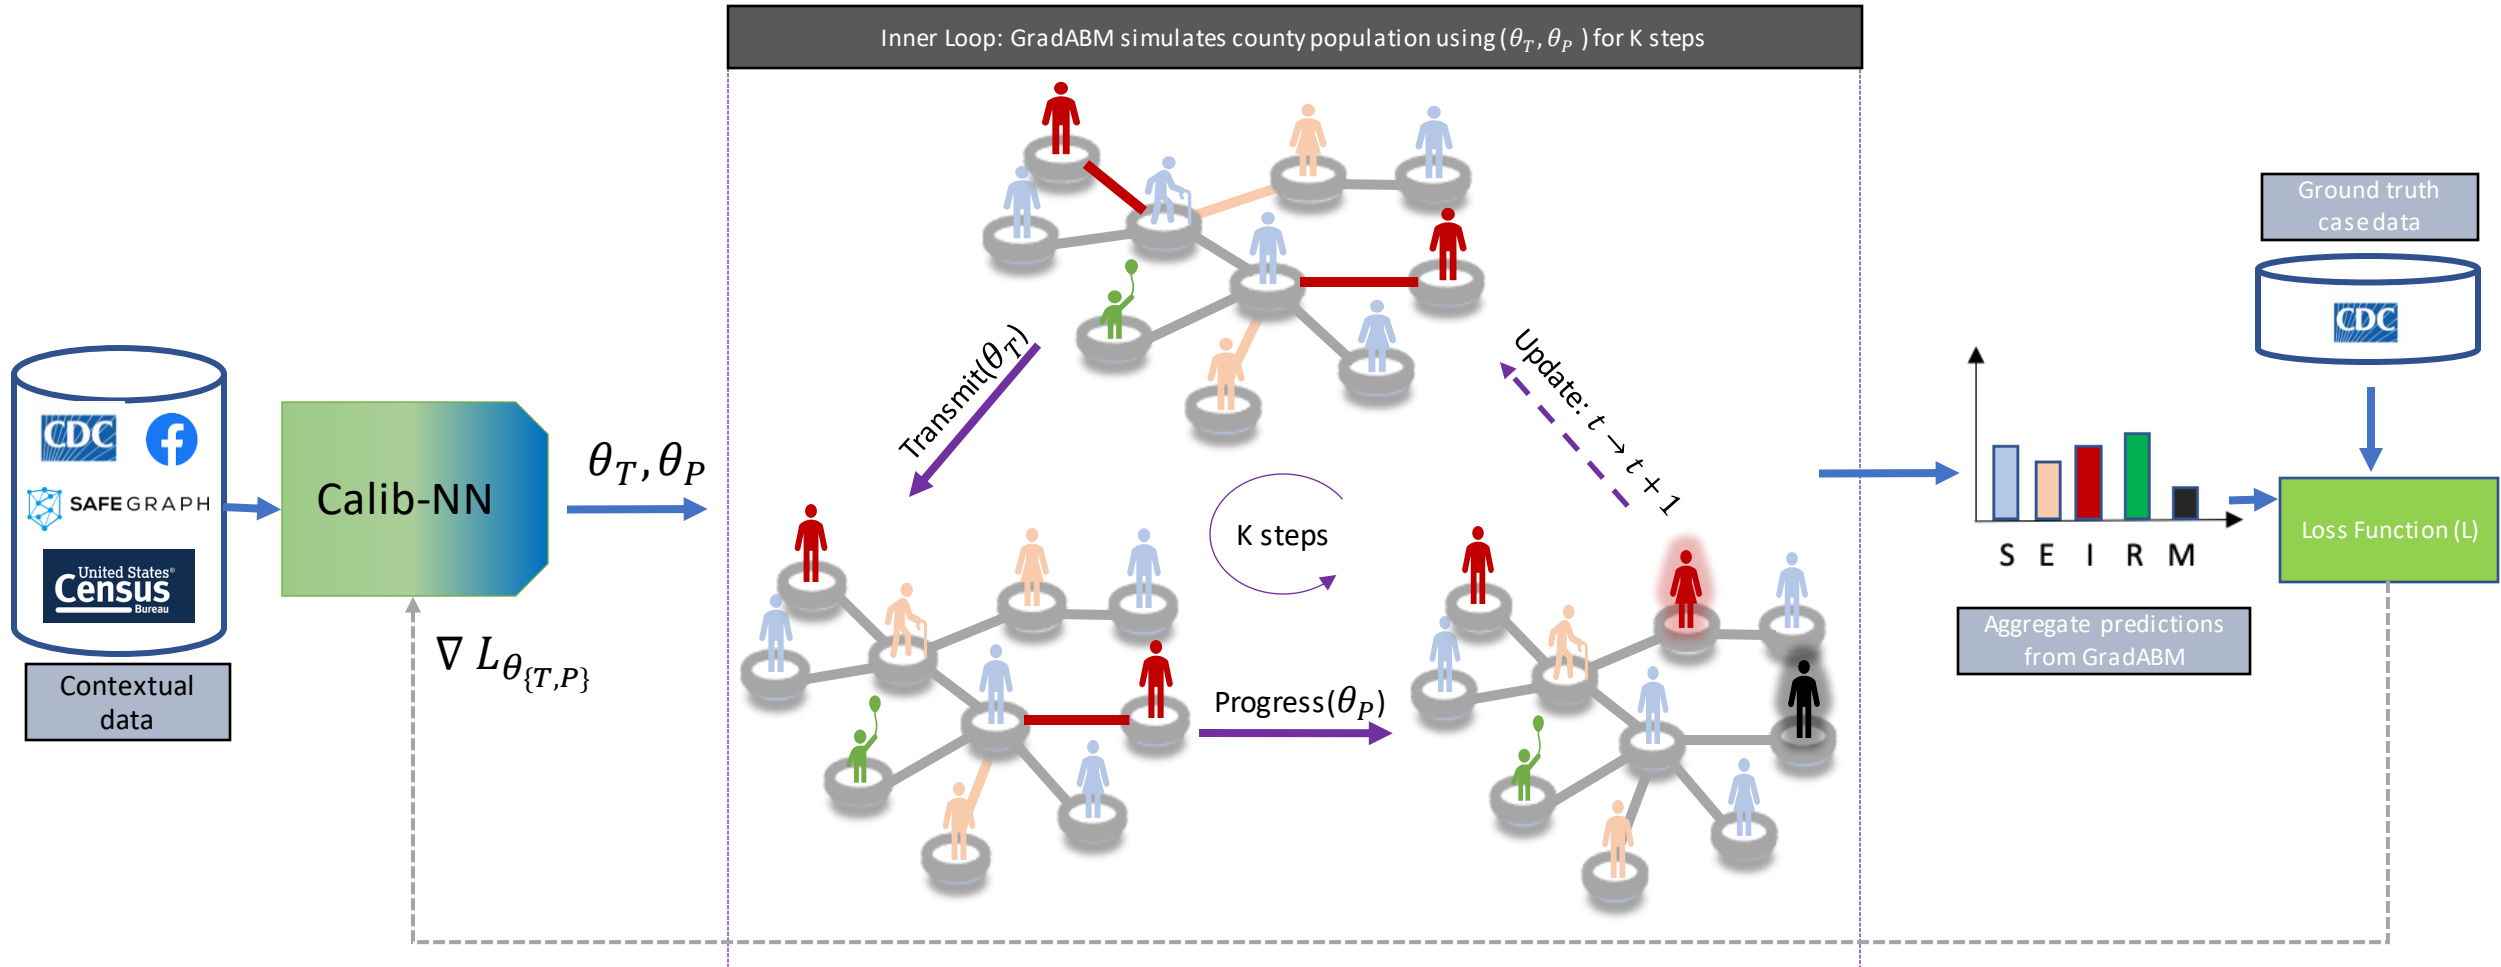 Inner Loop: GradABM simulates county population using (θ_T, θ_P ) for K steps
CDC
SAFEGRAPH
United States®
Census
Bureau
Contextual
data
Calib-NN
θ_T, θ_P
∇ L_θ_{T,P}
Transmit(θ_T)
K steps
Update: t → t + 1
Progress(θ_P)
S E I R M
Aggregate predictions
from GradABM
Ground truth
case data
CDC
Loss Function (L)